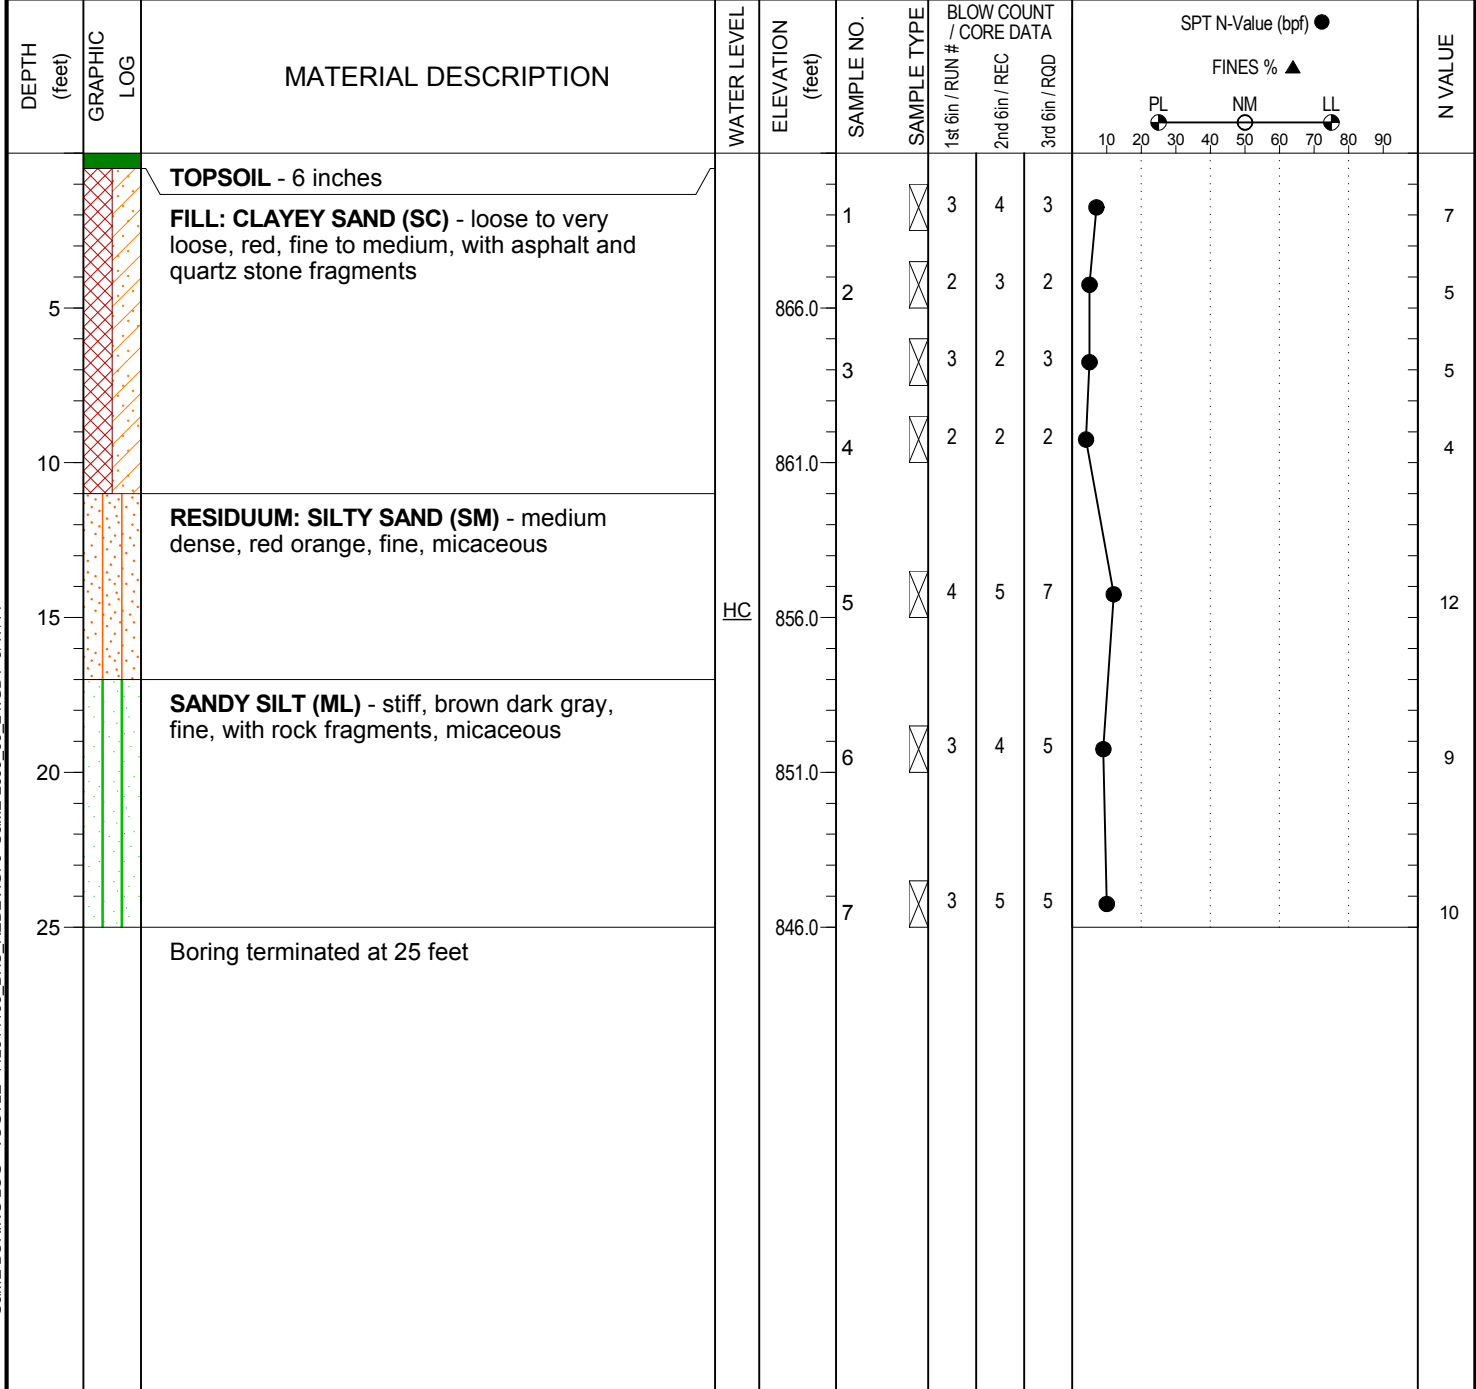 DEPTH
(feet)
GRAPHIC
LOG
MATERIAL DESCRIPTION
WATER LEVEL
ELEVATION
(feet)
SAMPLE NO.
SAMPLE TYPE
BLOW COUNT
/ CORE DATA
1st 6in / RUN #
2nd 6in / REC
3rd 6in / RQD
SPT N-Value (bpf)
FINES %
PL NM LL
10 20 30 40 50 60 70 80 90
N VALUE
TOPSOIL - 6 inches
FILL: CLAYEY SAND (SC) - loose to very
loose, red, fine to medium, with asphalt and
quartz stone fragments
1 3 4 3 7
2 2 3 2 5
5 866.0
3 3 2 3 5
4 2 2 2 4
10 861.0
RESIDUUM: SILTY SAND (SM) - medium
dense, red orange, fine, micaceous
5 4 5 7 12
15 HC 856.0
SANDY SILT (ML) - stiff, brown dark gray,
fine, with rock fragments, micaceous
6 3 4 5 9
20 851.0
7 3 5 5 10
25 846.0
Boring terminated at 25 feet